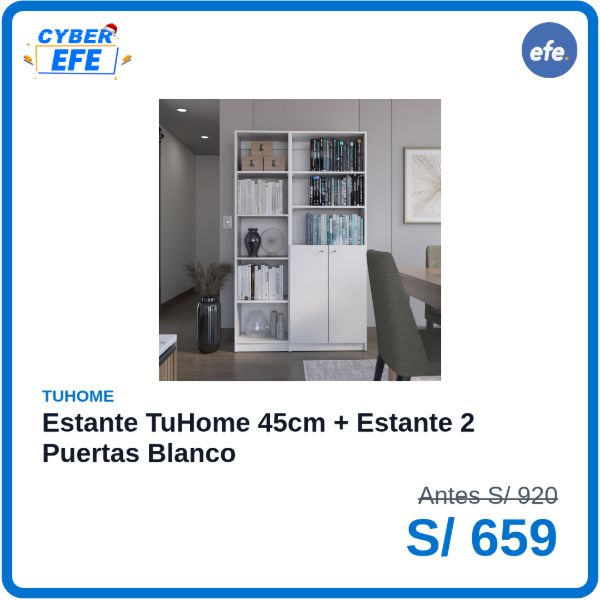 CYBER
EFE
efe.
TUHOME
Estante TuHome 45cm + Estante 2
Puertas Blanco
Antes S/ 920
S/ 659